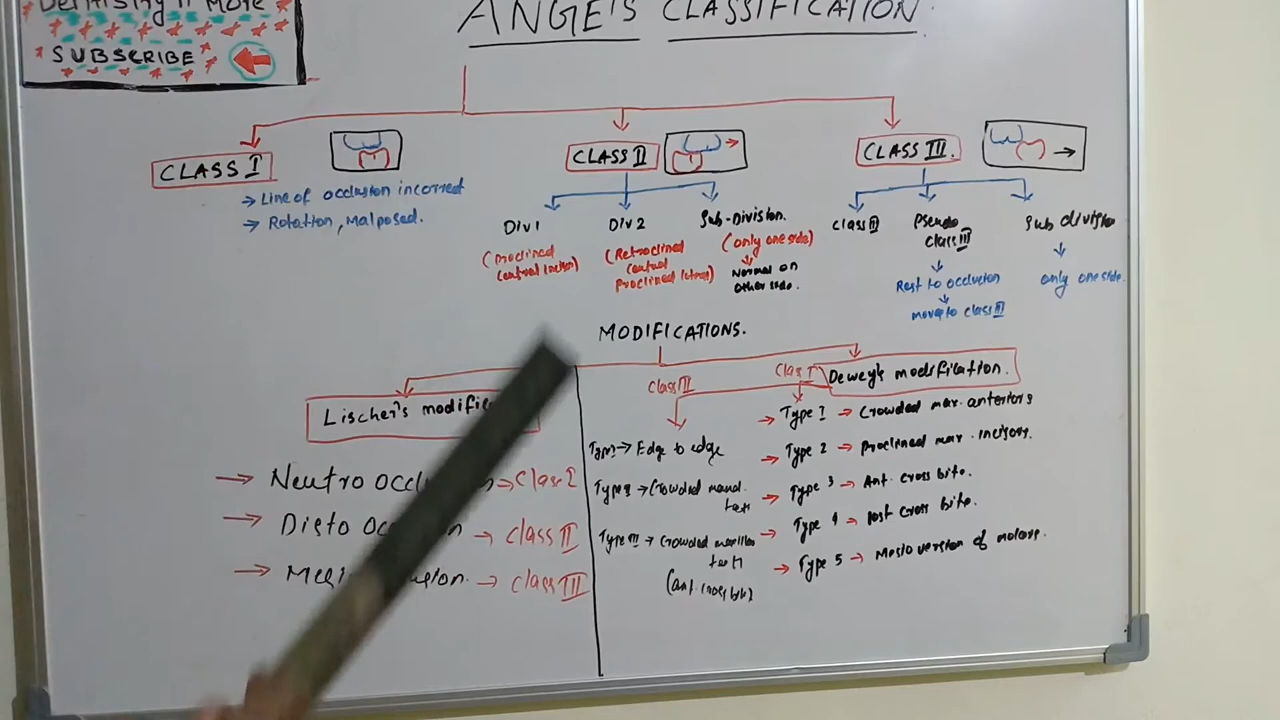 DENTISTRY N MORE
SUBSCRIBE
ANGE'S CLASSIFICATION
CLASS I
→ Line of occlusion incorred
→ Rotation, Malposed.
CLASS II
Div 1
(Proclined
central incisor)
Div 2
(Retroclined
central
proclined lateral)
Sub-Division.
(only one side)
Normal on
other side.
CLASS III.
Class III
Pseudo
class III
Rest to occlusion
move to class III
Sub division
only one side.
MODIFICATIONS.
Lischer's
→ Neutro → Class I
→ Disto → class II
→ → class III
Dewey's modification.
Class III
Type → Edge to edge
Type → Crowded mand.
teeth
Type III → Crowded maxillary
teeth
(ant. cross bite)
Class I
→ Type I → Crowded max. anteriors
→ Type 2 → proclined max. incisors.
→ Type 3 → Ant. cross bite.
→ Type 4 → Post cross bite.
→ Type 5 → Mesioversion of molars.